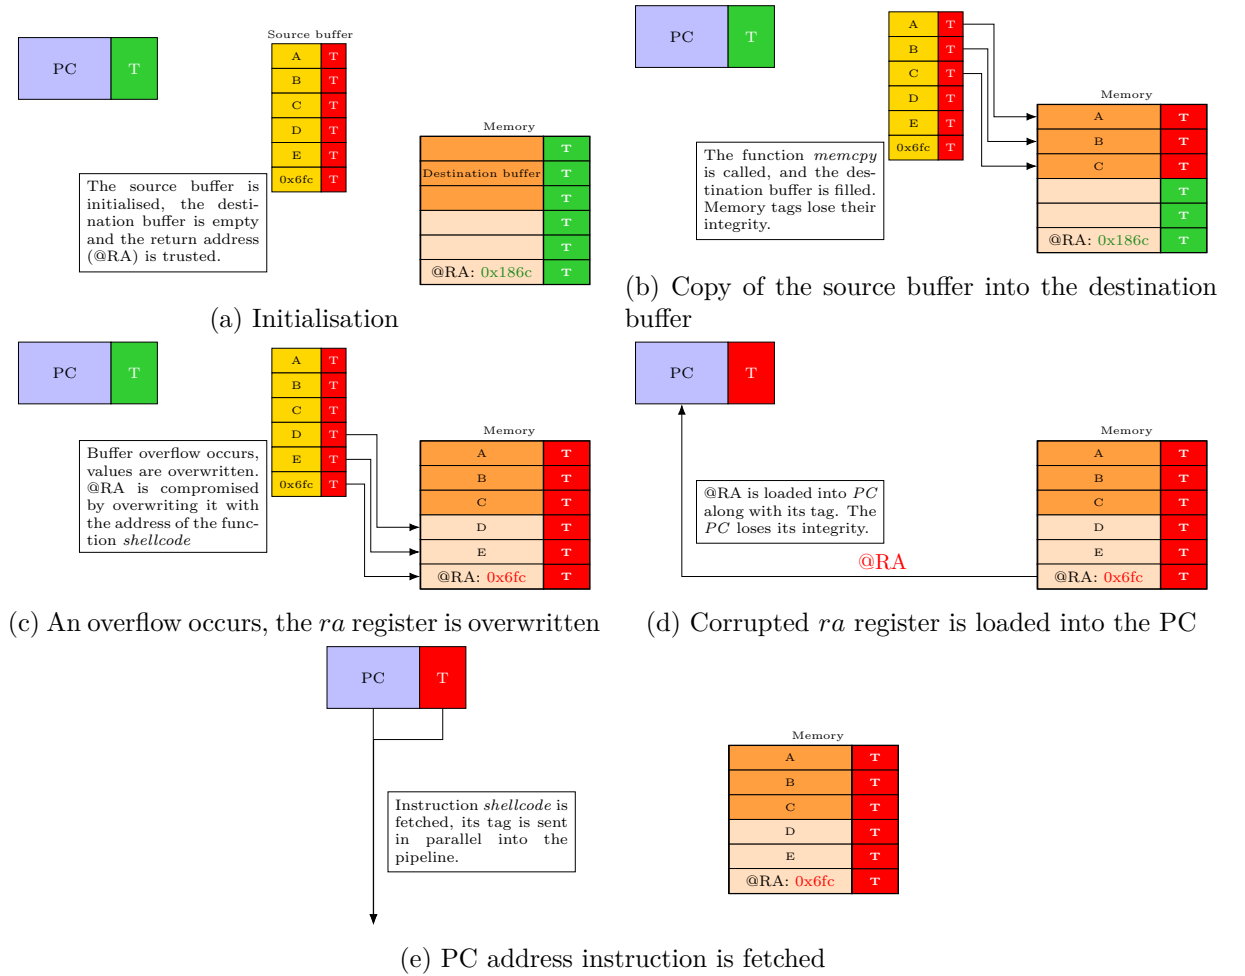 PC T
Source buffer
A T
B T
C T
D T
E T
0x6fc T
Memory
T
Destination buffer T
T
T
T
@RA: 0x186c T
The source buffer is
initialised, the desti-
nation buffer is empty
and the return address
(@RA) is trusted.
(a) Initialisation
PC T
A T
B T
C T
D T
E T
0x6fc T
Memory
A T
B T
C T
T
T
@RA: 0x186c T
The function memcpy
is called, and the des-
tination buffer is filled.
Memory tags lose their
integrity.
(b) Copy of the source buffer into the destination
buffer
PC T
A T
B T
C T
D T
E T
0x6fc T
Memory
A T
B T
C T
D T
E T
@RA: 0x6fc T
Buffer overflow occurs,
values are overwritten.
@RA is compromised
by overwriting it with
the address of the func-
tion shellcode
(c) An overflow occurs, the ra register is overwritten
PC T
Memory
A T
B T
C T
D T
E T
@RA: 0x6fc T
@RA is loaded into PC
along with its tag. The
PC loses its integrity.
@RA
(d) Corrupted ra register is loaded into the PC
PC T
Memory
A T
B T
C T
D T
E T
@RA: 0x6fc T
Instruction shellcode is
fetched, its tag is sent
in parallel into the
pipeline.
(e) PC address instruction is fetched